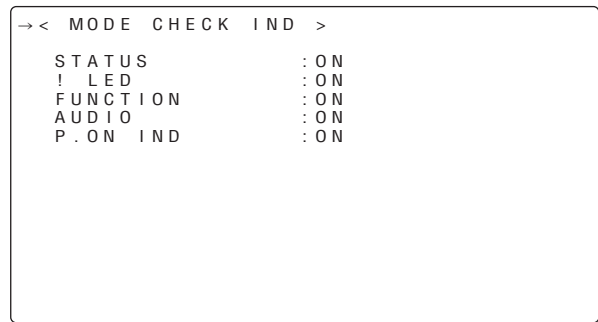 →< MODE CHECK IND >
STATUS :ON
! LED :ON
FUNCTION :ON
AUDIO :ON
P.ON IND :ON